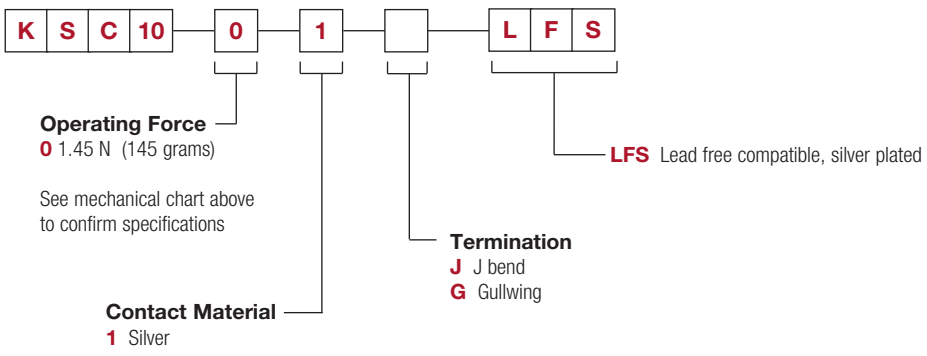 K S C 10 0 1 L F S
Operating Force
0 1.45 N (145 grams)
See mechanical chart above
to confirm specifications
LFS Lead free compatible, silver plated
Termination
J J bend
G Gullwing
Contact Material
1 Silver